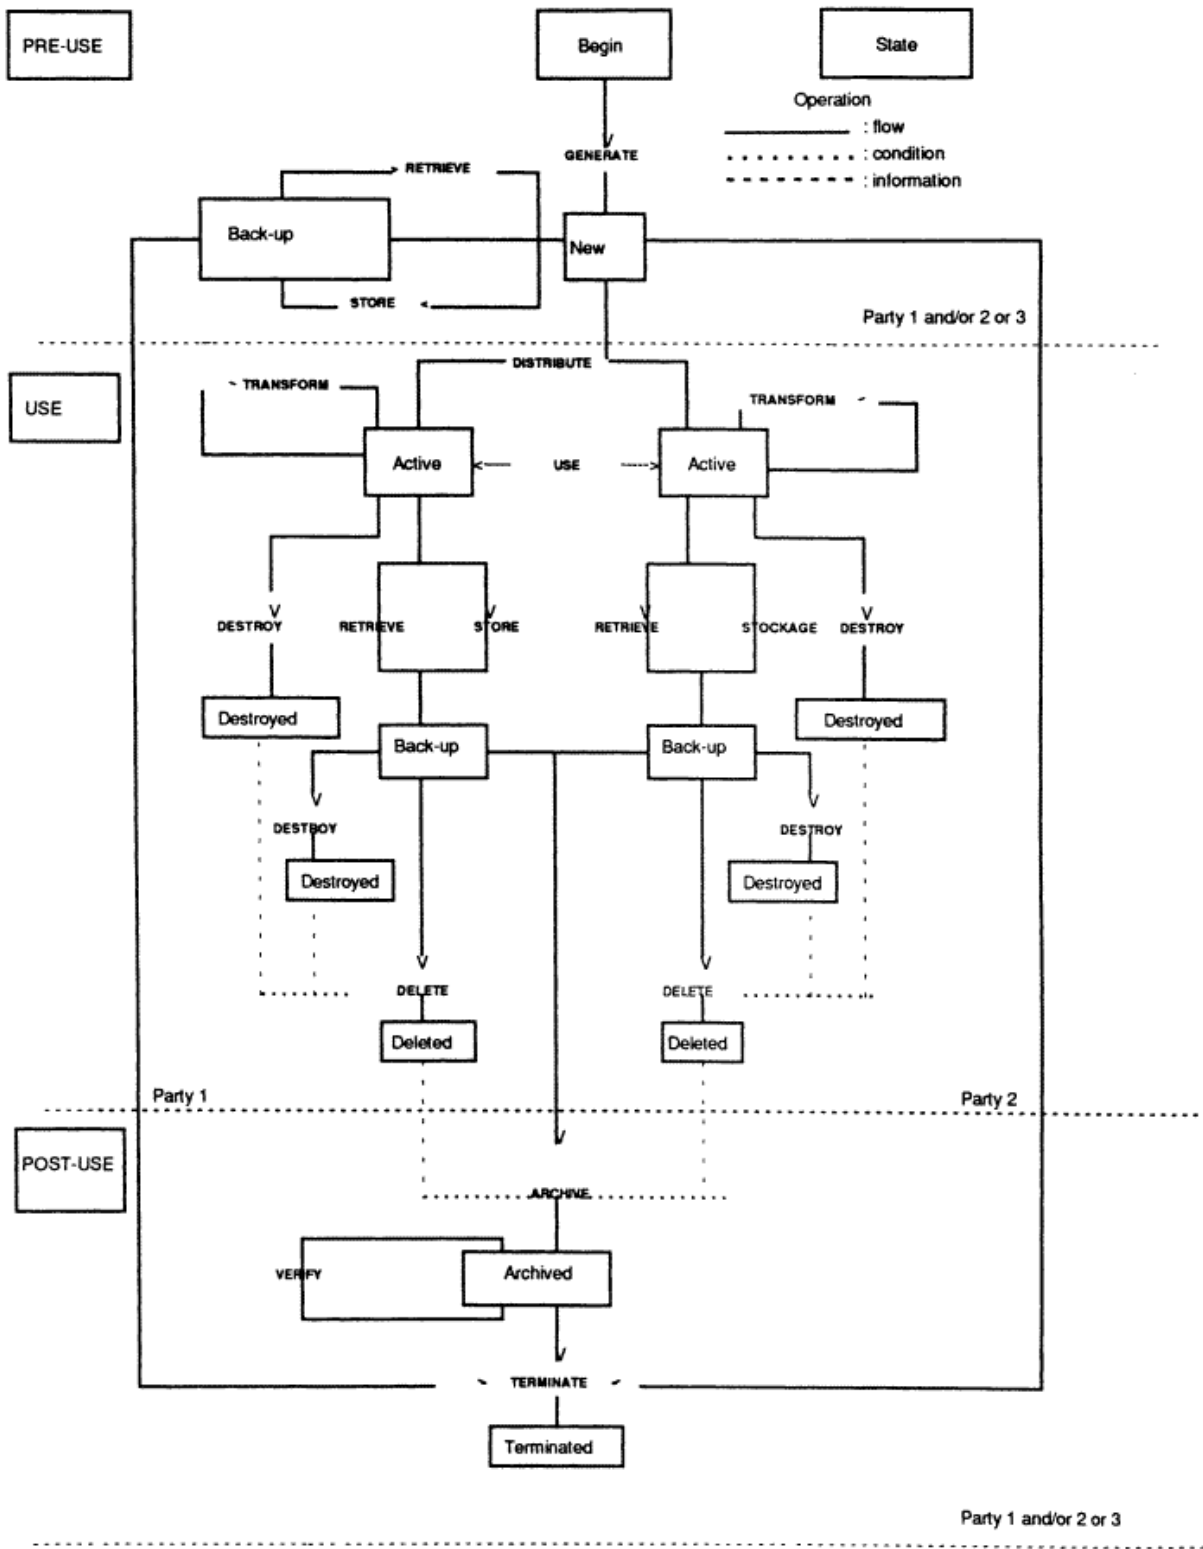 PRE-USE
Begin
State
Operation
: flow
: condition
: information
GENERATE
RETRIEVE
Back-up
New
STORE
Party 1 and/or 2 or 3
DISTRIBUTE
USE
TRANSFORM
TRANSFORM
Active
USE
Active
DESTROY
RETRIEVE
STORE
RETRIEVE
STOCKAGE
DESTROY
Destroyed
Destroyed
Back-up
Back-up
DESTROY
DESTROY
Destroyed
Destroyed
DELETE
DELETE
Deleted
Deleted
Party 1
Party 2
POST-USE
ARCHIVE
VERIFY
Archived
TERMINATE
Terminated
Party 1 and/or 2 or 3